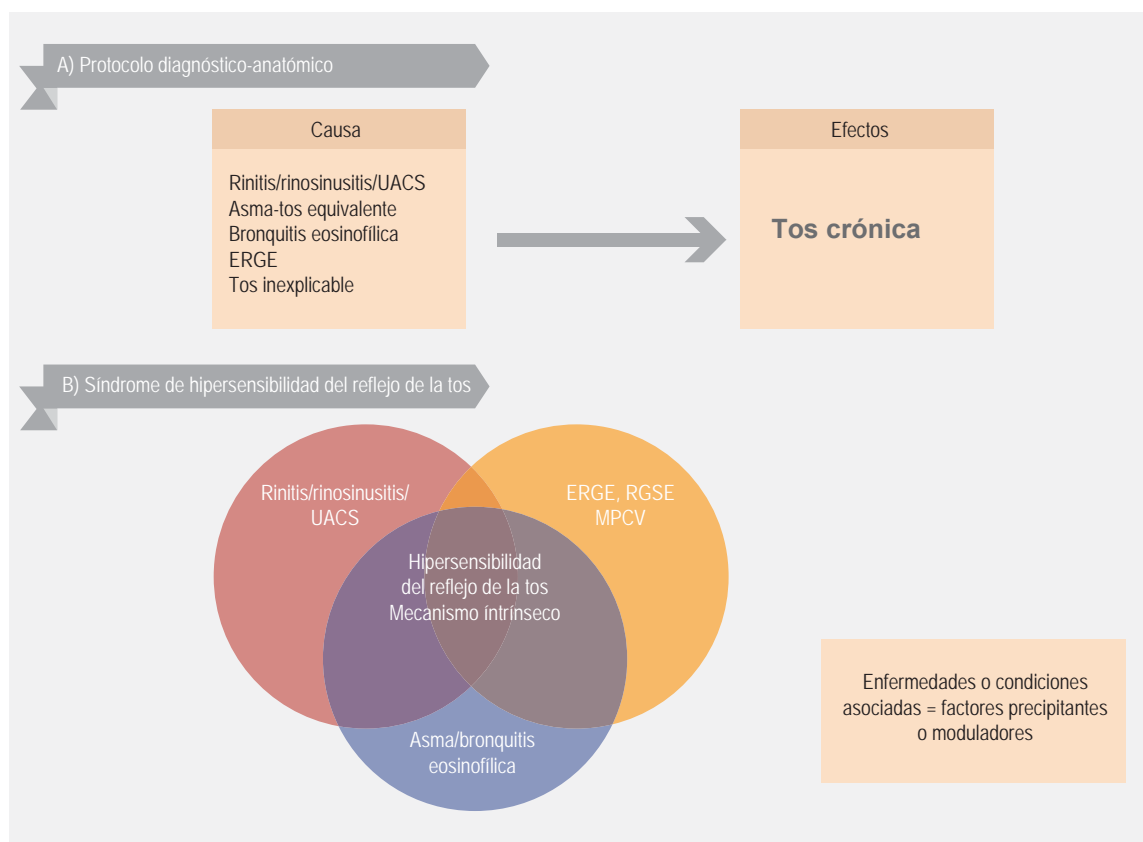 A) Protocolo diagnóstico-anatómico
Causa
Rinitis/rinosinusitis/UACS
Asma-tos equivalente
Bronquitis eosinofílica
ERGE
Tos inexplicable
Efectos
Tos crónica
B) Síndrome de hipersensibilidad del reflejo de la tos
Rinitis/rinosinusitis/
UACS
ERGE, RGSE
MPCV
Hipersensibilidad
del reflejo de la tos
Mecanismo intrínseco
Asma/bronquitis
eosinofílica
Enfermedades o condiciones
asociadas = factores precipitantes
o moduladores